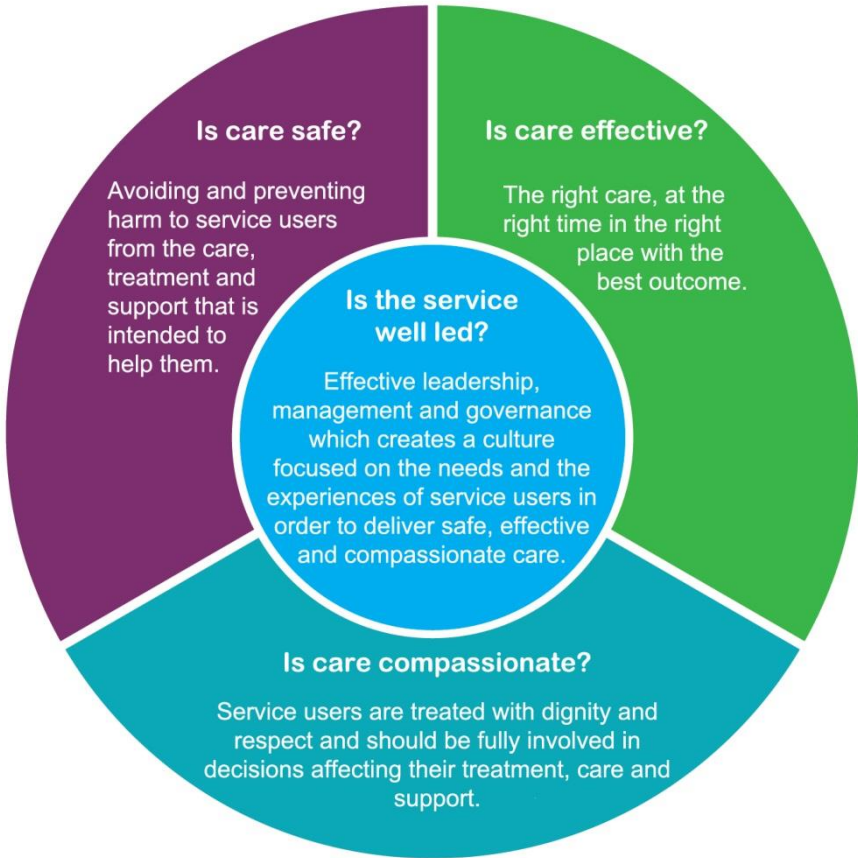 Is care safe?
Avoiding and preventing
harm to service users
from the care,
treatment and
support that is
intended to
help them.
Is care effective?
The right care, at the
right time in the right
place with the
best outcome.
Is the service
well led?
Effective leadership,
management and governance
which creates a culture
focused on the needs and the
experiences of service users in
order to deliver safe, effective
and compassionate care.
Is care compassionate?
Service users are treated with dignity and
respect and should be fully involved in
decisions affecting their treatment, care and
support.